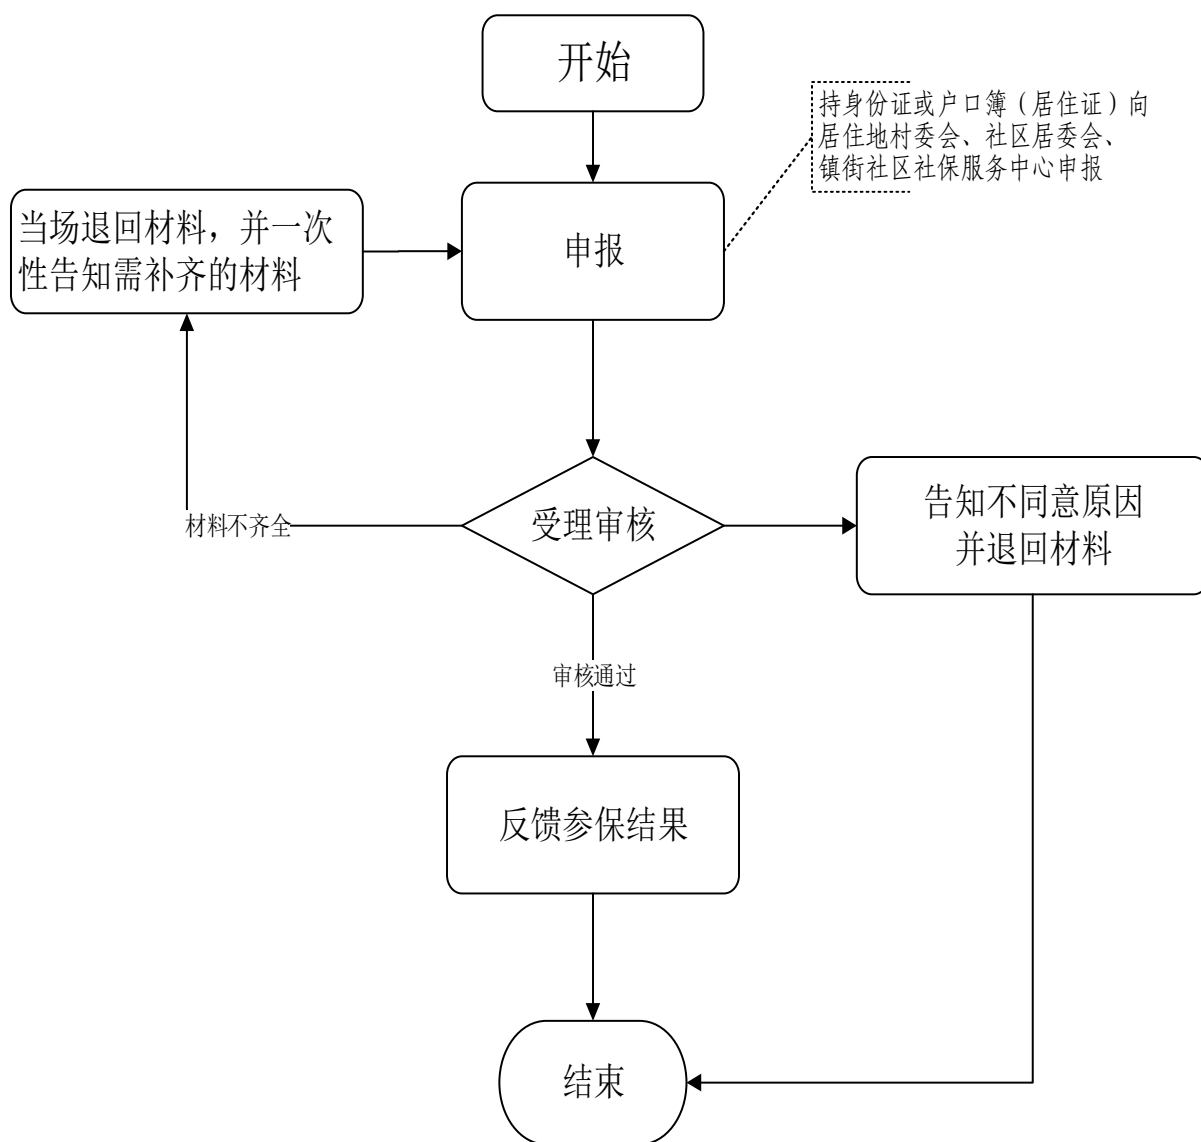 开始
持身份证或户口簿（居住证）向
居住地村委会、社区居委会、
镇街社区社保服务中心申报
当场退回材料，并一次
性告知需补齐的材料
申报
材料不齐全
受理审核
告知不同意原因
并退回材料
审核通过
反馈参保结果
结束